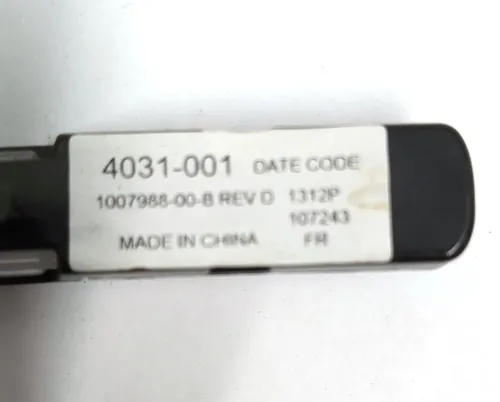 4031-001 DATE CODE
1007988-00-B REV D 1312P
107243
MADE IN CHINA FR